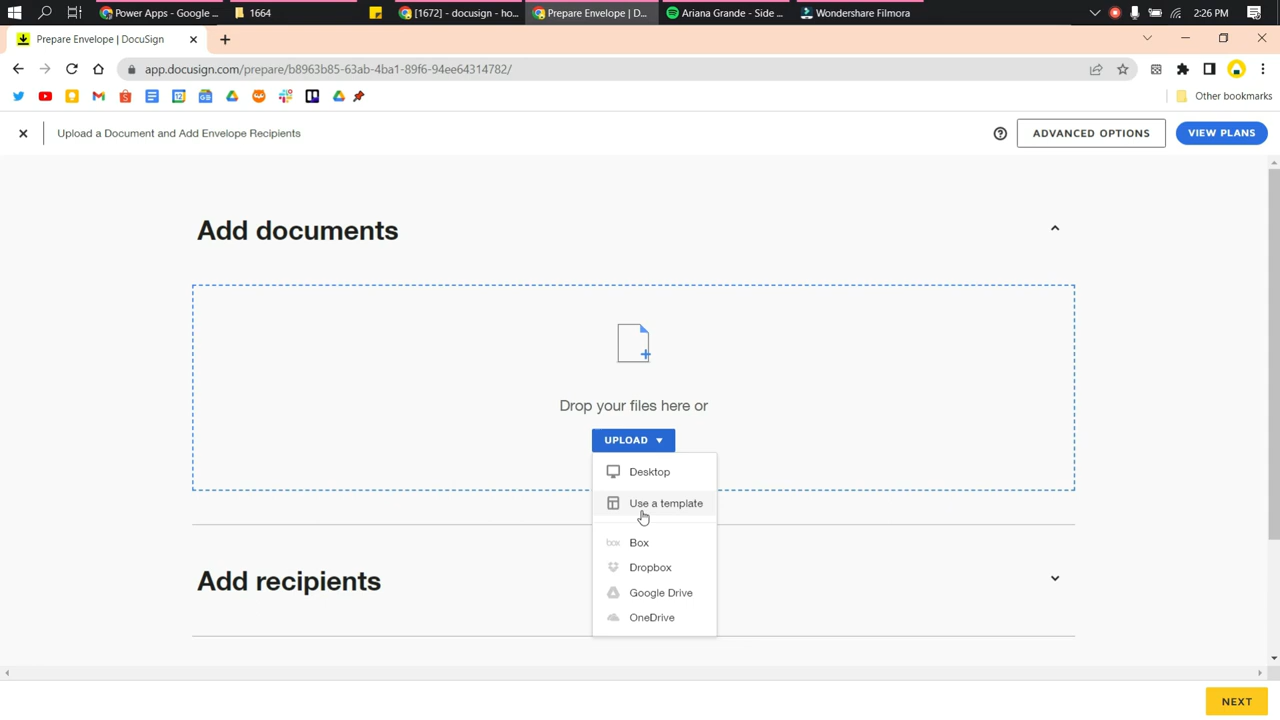 Power Apps - Google ...
1664
[1672] - docusign - ho...
Prepare Envelope | D...
Ariana Grande - Side ...
Wondershare Filmora
2:26 PM
Prepare Envelope | DocuSign
app.docusign.com/prepare/b8963b85-63ab-4ba1-89f6-94ee64314782/
Other bookmarks
Upload a Document and Add Envelope Recipients
ADVANCED OPTIONS
VIEW PLANS
Add documents
Drop your files here or
UPLOAD
Desktop
Use a template
box Box
Dropbox
Google Drive
OneDrive
Add recipients
NEXT